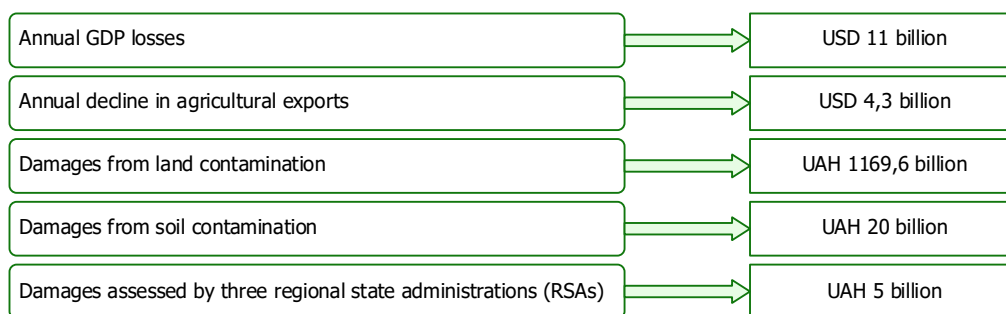 Annual GDP losses
USD 11 billion
Annual decline in agricultural exports
USD 4,3 billion
Damages from land contamination
UAH 1169,6 billion
Damages from soil contamination
UAH 20 billion
Damages assessed by three regional state administrations (RSAs)
UAH 5 billion